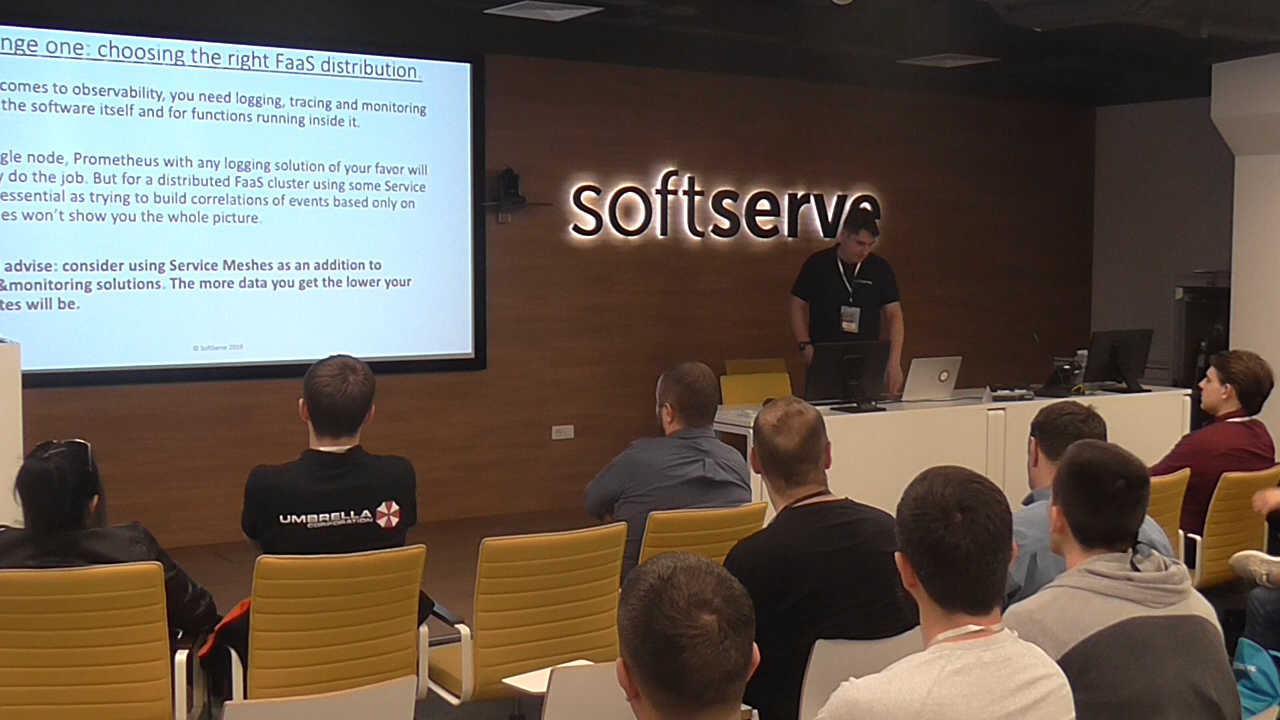 nge one: choosing the right FaaS distribution.
comes to observability, you need logging, tracing and monitoring
the software itself and for functions running inside it.
gle node, Prometheus with any logging solution of your favor will
y do the job. But for a distributed FaaS cluster using some Service
essential as trying to build correlations of events based only on
es won't show you the whole picture.
advise: consider using Service Meshes as an addition to
&monitoring solutions. The more data you get the lower your
tes will be.
© SoftServe 2019
softserve
UMBRELLA
CORPORATION